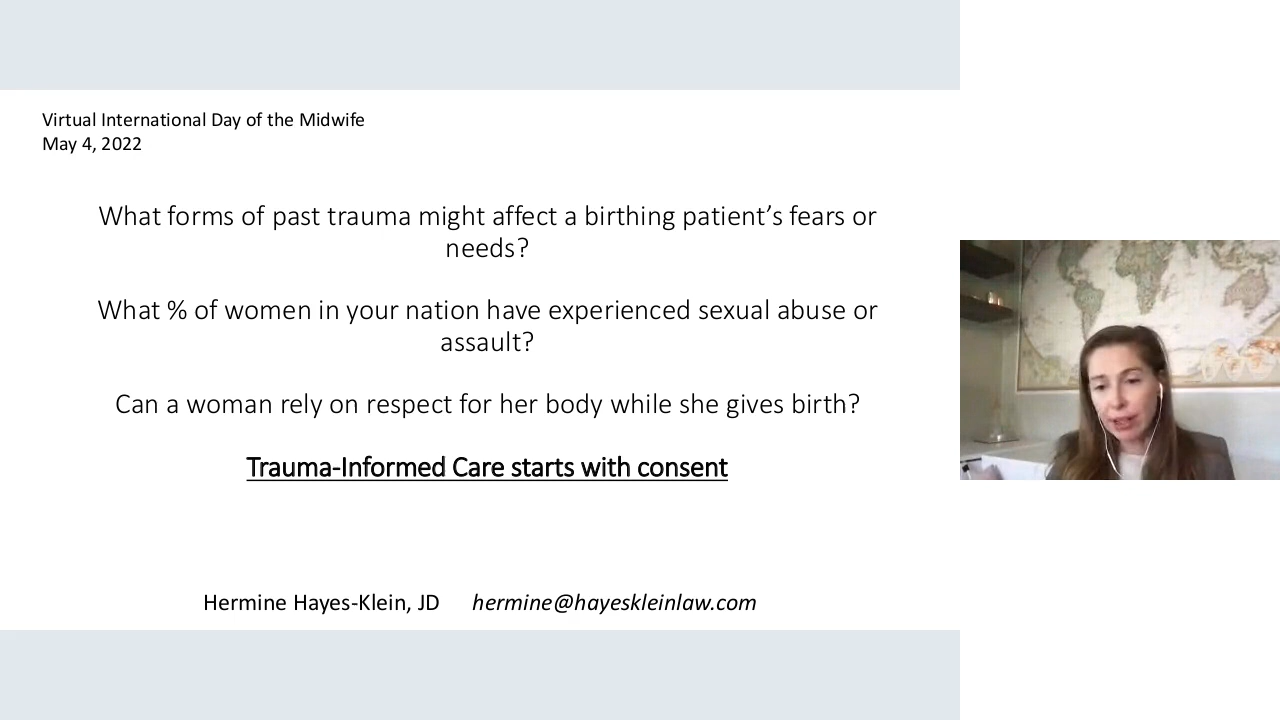 Virtual International Day of the Midwife
May 4, 2022
What forms of past trauma might affect a birthing patient’s fears or
needs?
What % of women in your nation have experienced sexual abuse or
assault?
Can a woman rely on respect for her body while she gives birth?
Trauma-Informed Care starts with consent
Hermine Hayes-Klein, JD hermine@hayeskleinlaw.com